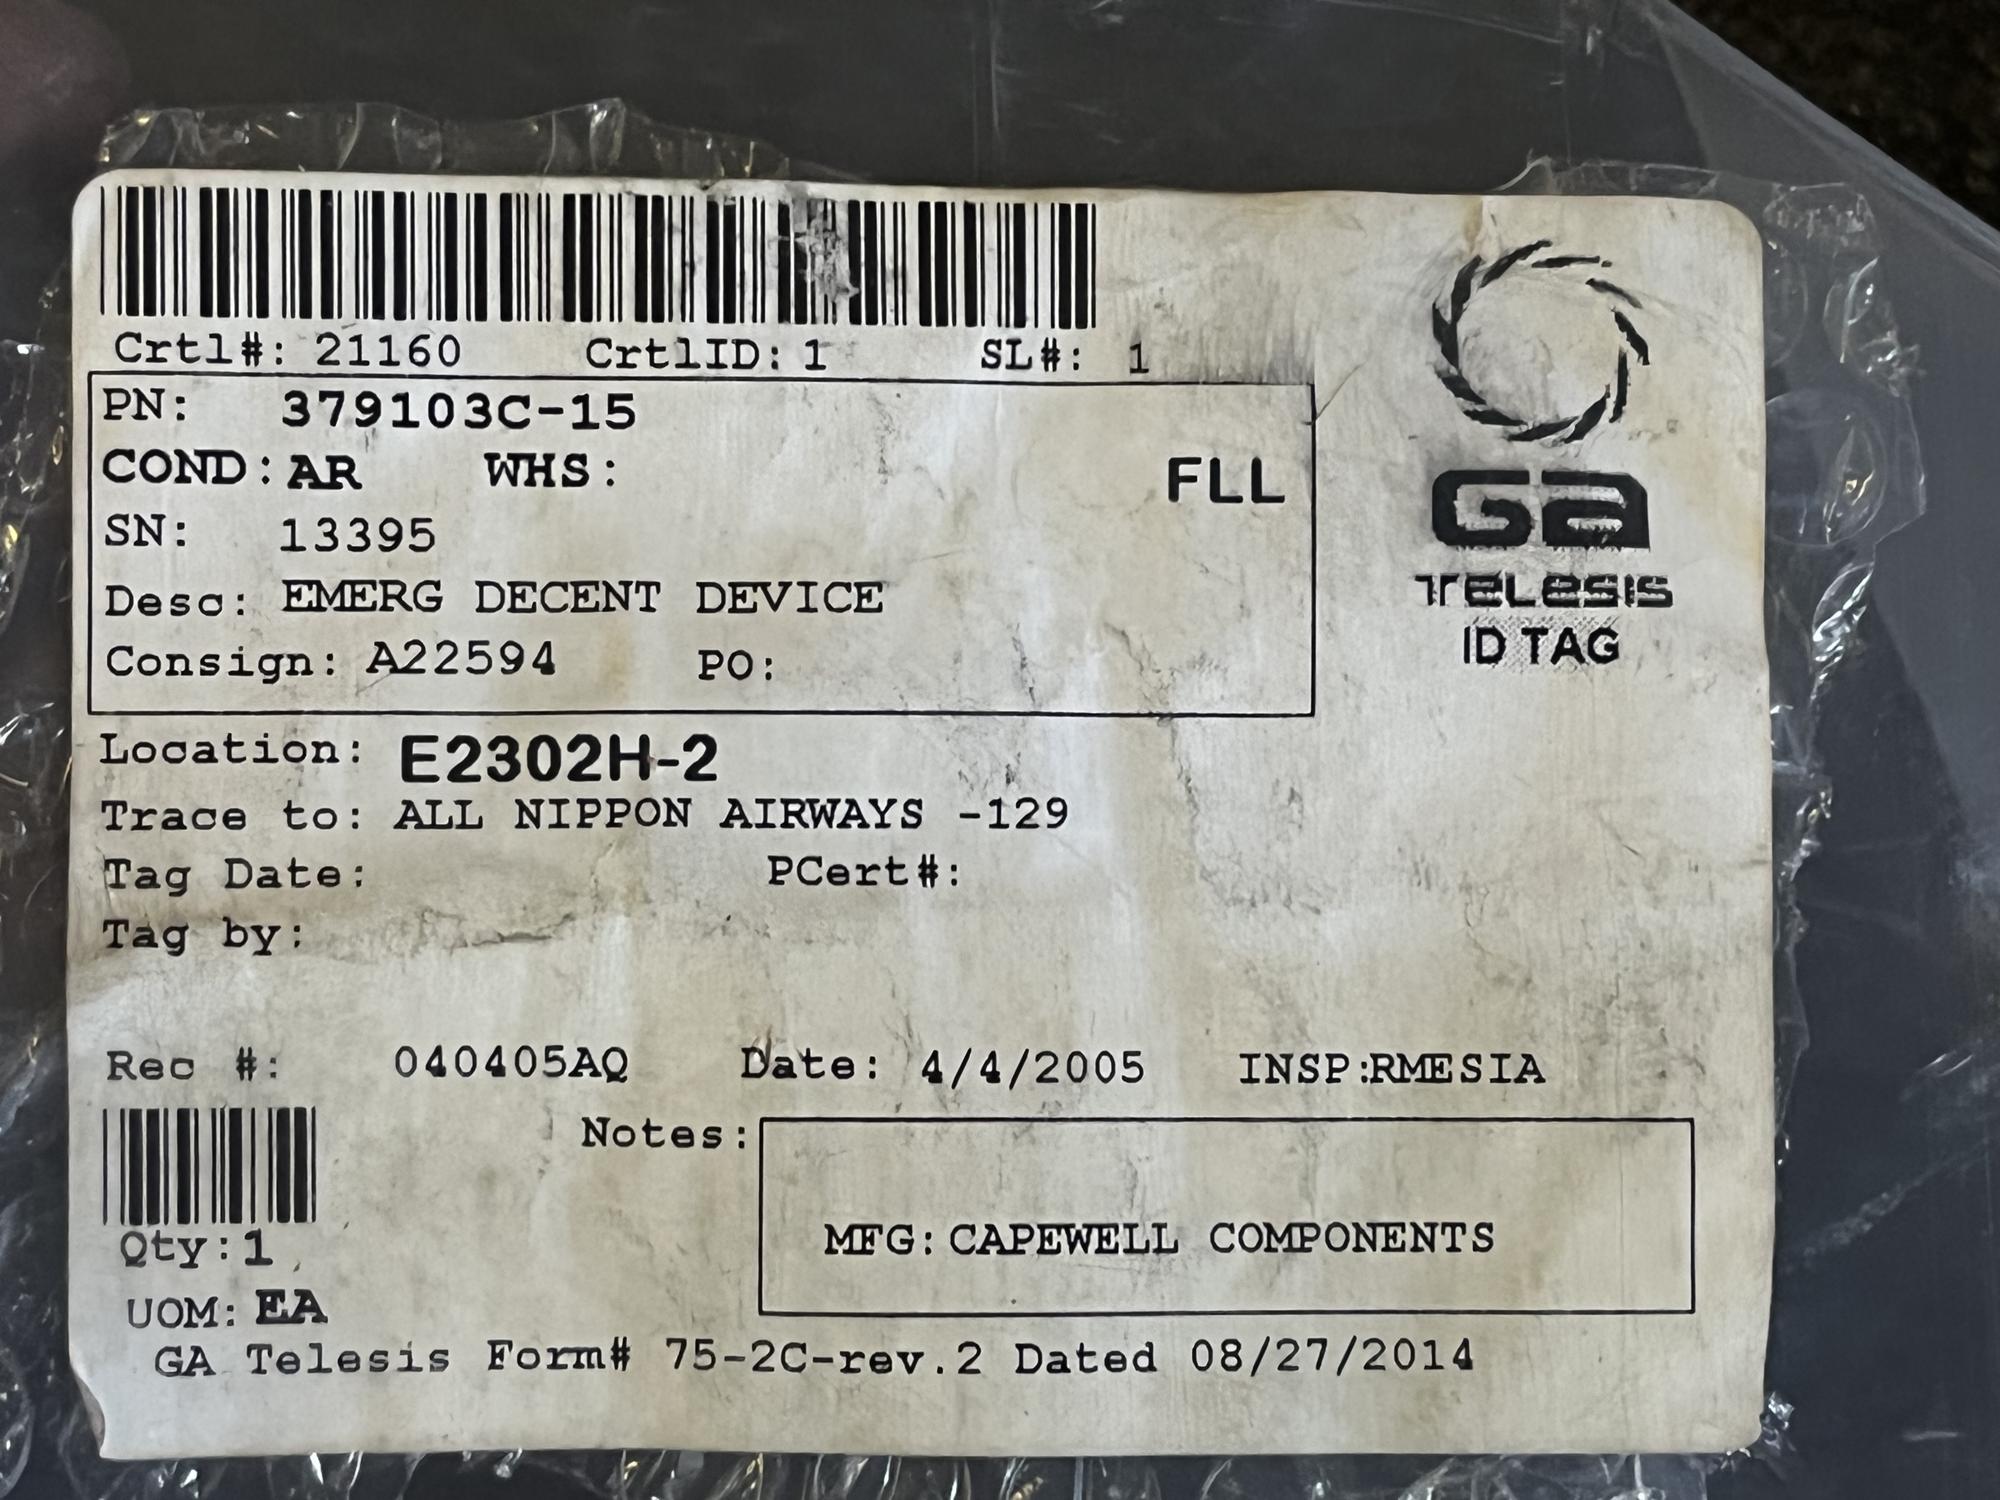 Crtl#: 21160 CrtlID: 1 SL#: 1
PN: 379103C-15
COND: AR WHS: FLL
SN: 13395
Desc: EMERG DECENT DEVICE
Consign: A22594 PO:
GA
TELESIS
ID TAG
Location: E2302H-2
Trace to: ALL NIPPON AIRWAYS -129
Tag Date: PCert#:
Tag by:
Rec #: 040405AQ Date: 4/4/2005 INSP:RMESIA
Notes:
MFG: CAPEWELL COMPONENTS
Qty: 1
UOM: EA
GA Telesis Form# 75-2C-rev.2 Dated 08/27/2014